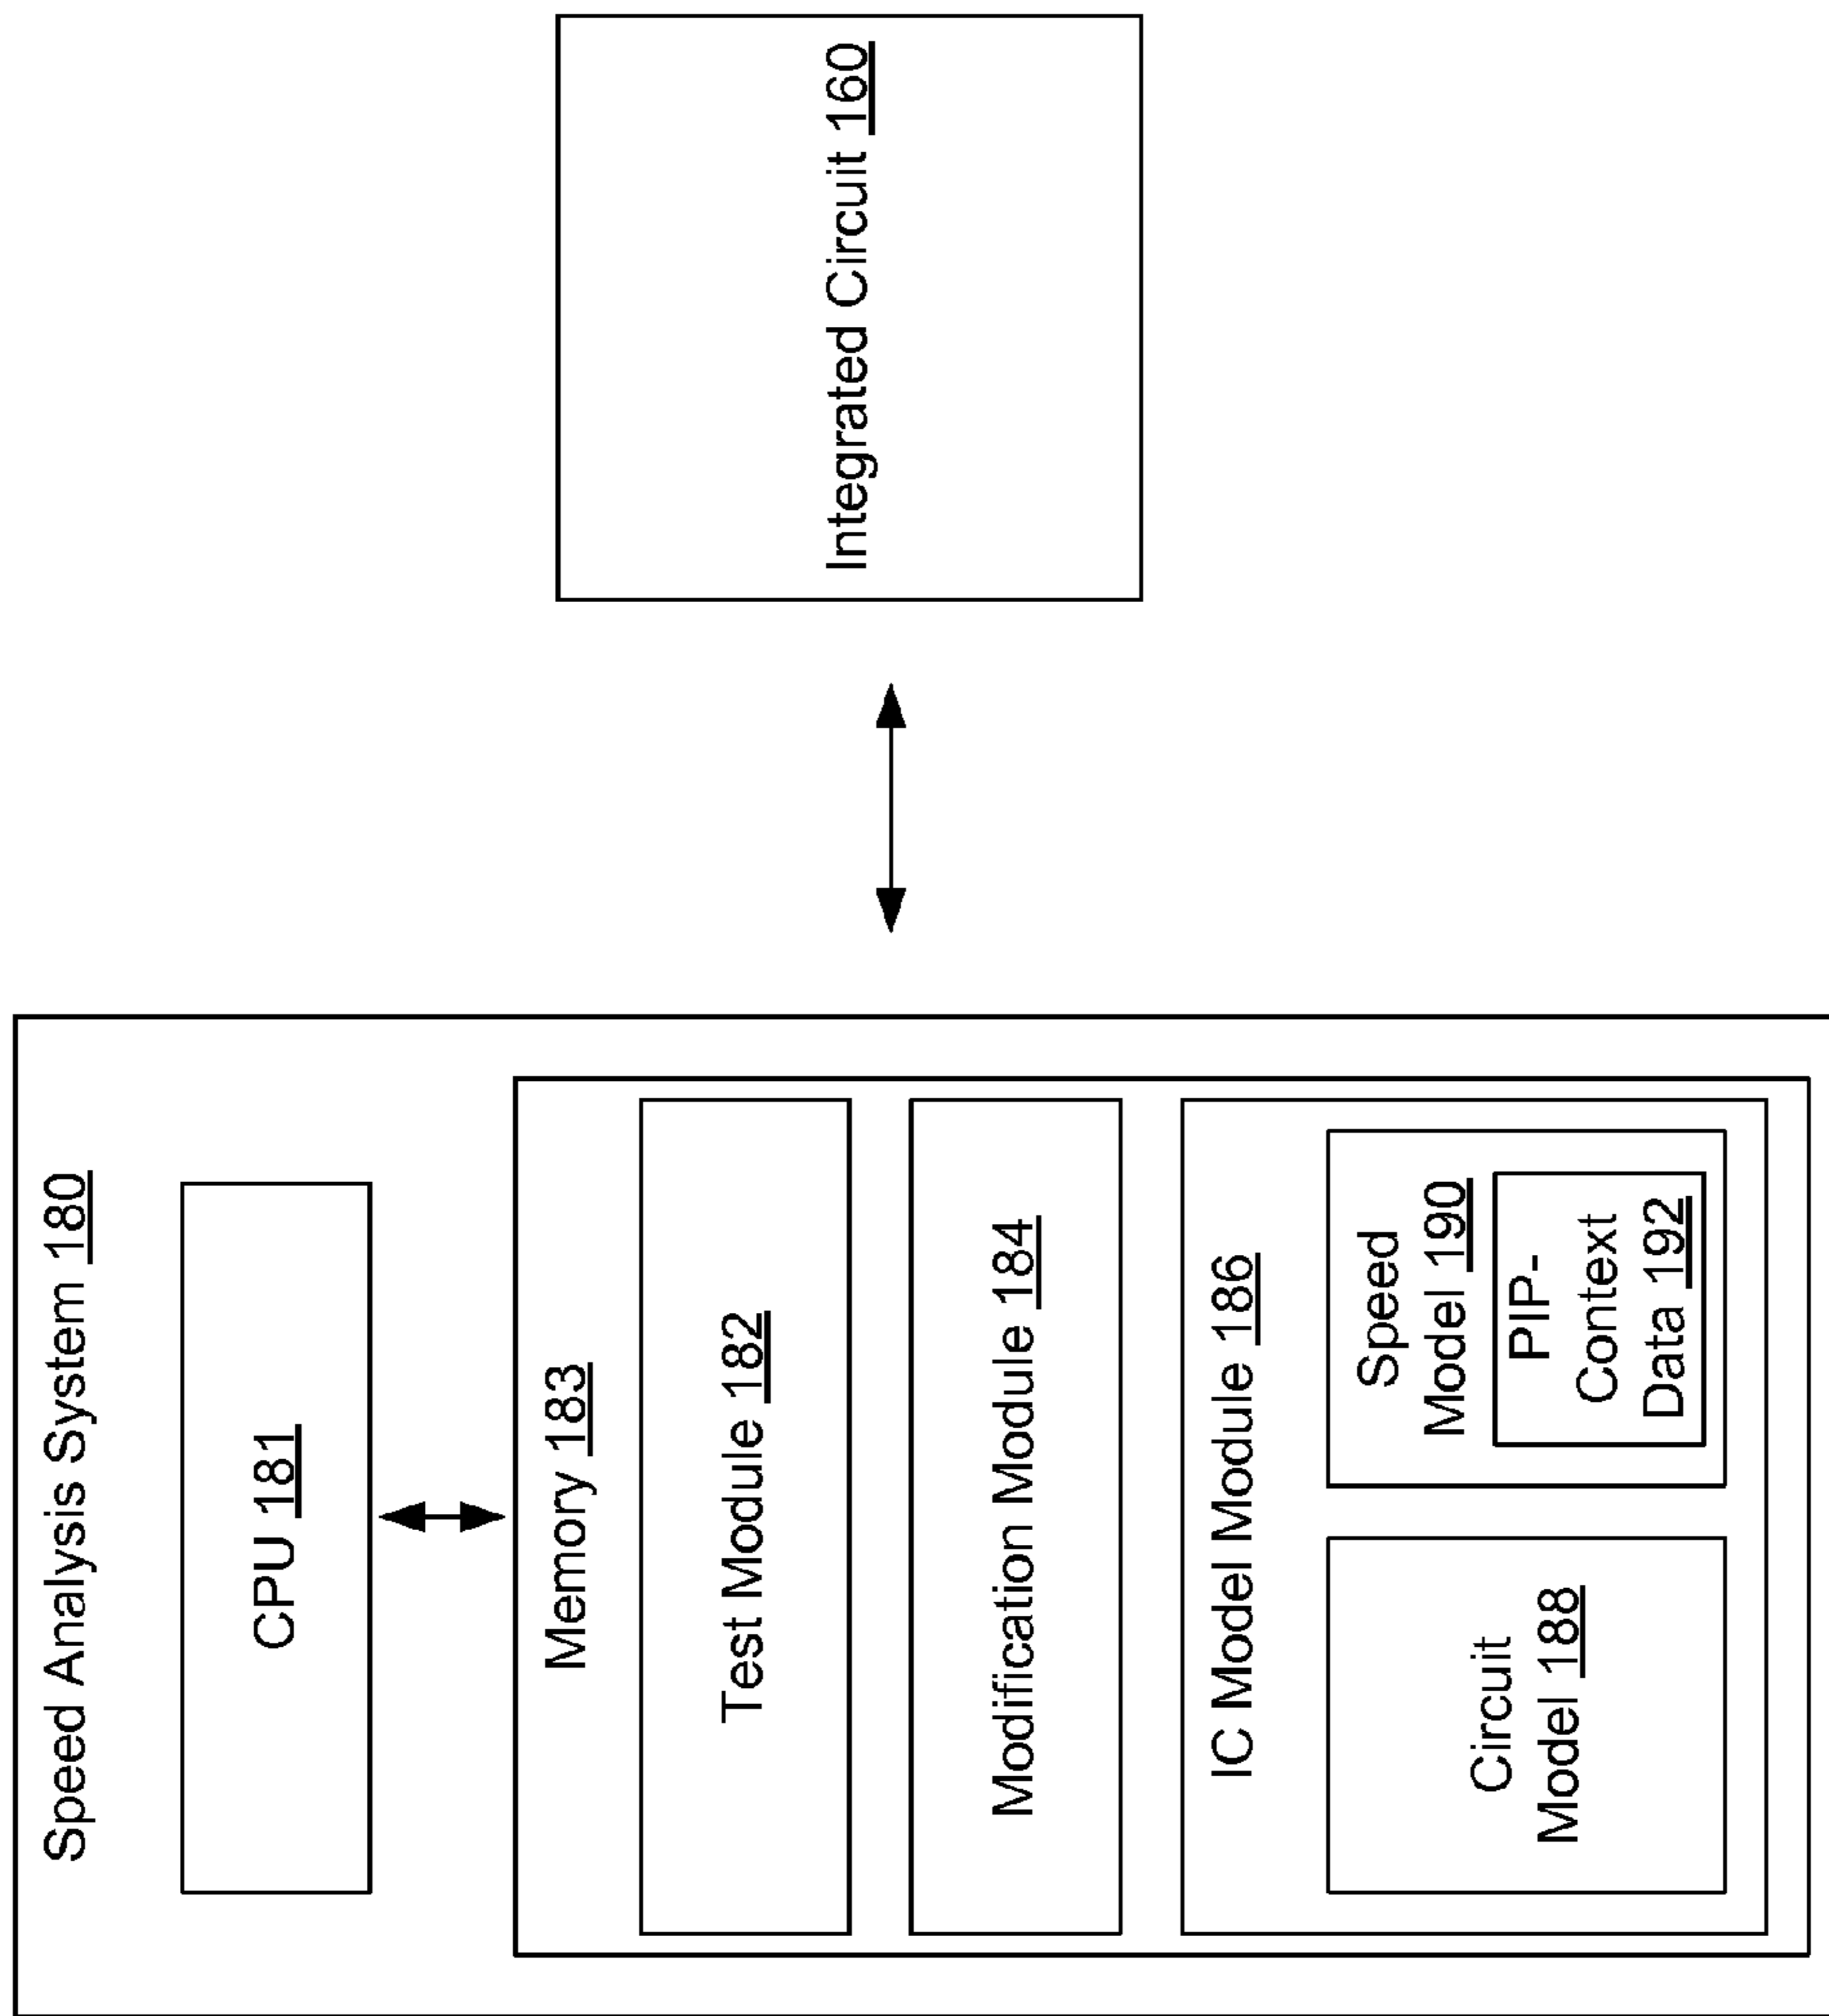 Speed Analysis System 180
CPU 181
Memory 183
Test Module 182
Modification Module 184
IC Model Module 186
Circuit
Model 188
Speed
Model 190
PIP-
Context
Data 192
Integrated Circuit 160